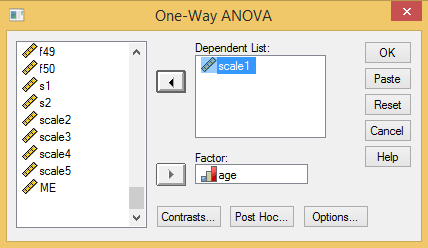 One-Way ANOVA
f49
f50
s1
s2
scale2
scale3
scale4
scale5
ME
Dependent List:
scale1
Factor:
age
OK
Paste
Reset
Cancel
Help
Contrasts...
Post Hoc...
Options...